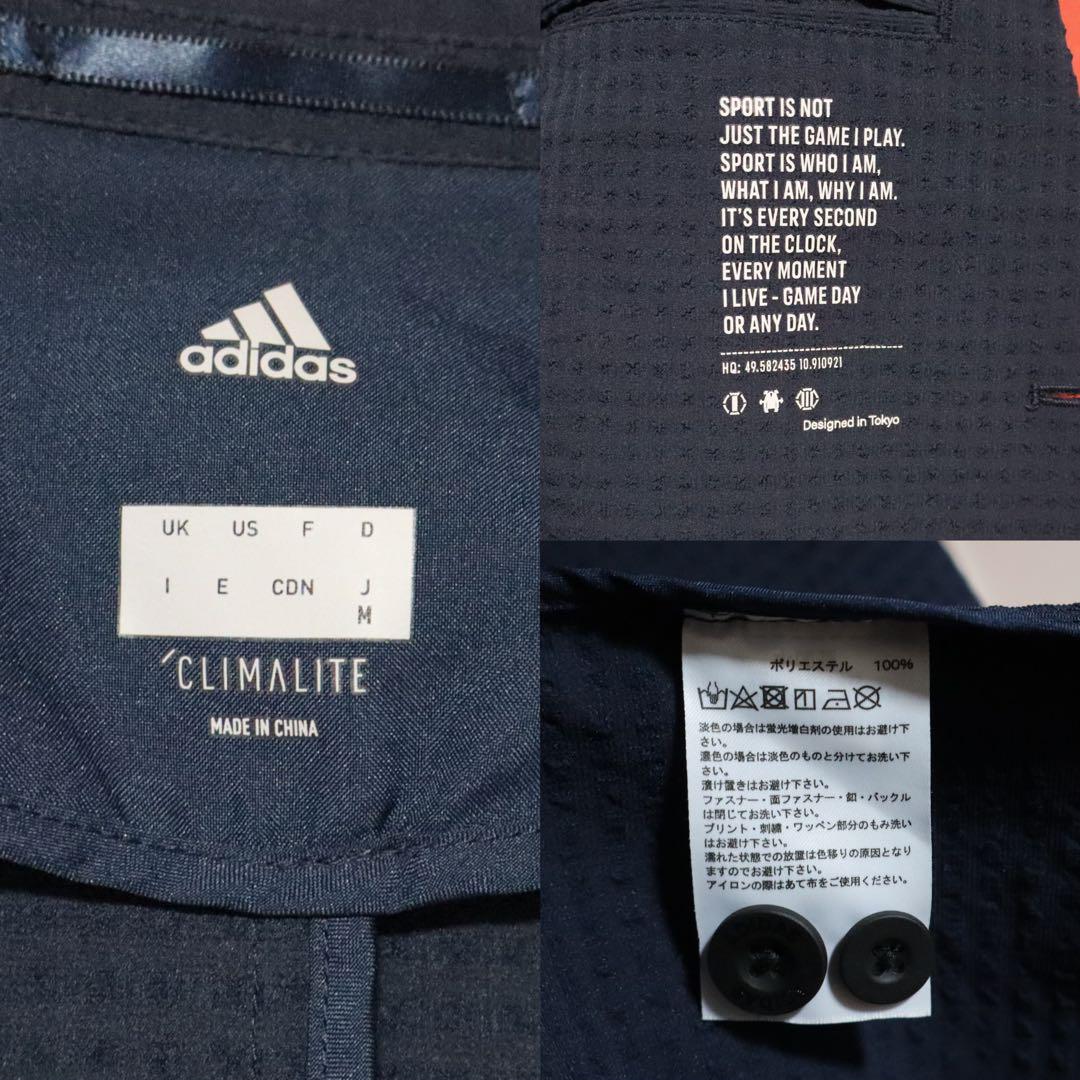 adidas
UK US F D
I E CDN J
M
CLIMALITE
MADE IN CHINA
SPORT IS NOT
JUST THE GAME I PLAY.
SPORT IS WHO I AM,
WHAT I AM, WHY I AM.
IT'S EVERY SECOND
ON THE CLOCK,
EVERY MOMENT
I LIVE - GAME DAY
OR ANY DAY.
HQ: 49.582435 10.910921
Designed in Tokyo
ポリエステル 100%
淡色の場合は蛍光増白剤の使用はお避け下
さい。
濃色の場合は淡色のものと分けてお洗い下
さい。
漬け置きはお避け下さい。
ファスナー・面ファスナー・釦・バックル
は閉じてお洗い下さい。
プリント・刺繍・ワッペン部分のもみ洗い
はお避け下さい。
濡れた状態での放置は色移りの原因となり
ますのでお避け下さい。
アイロンの際はあて布をご使用ください。